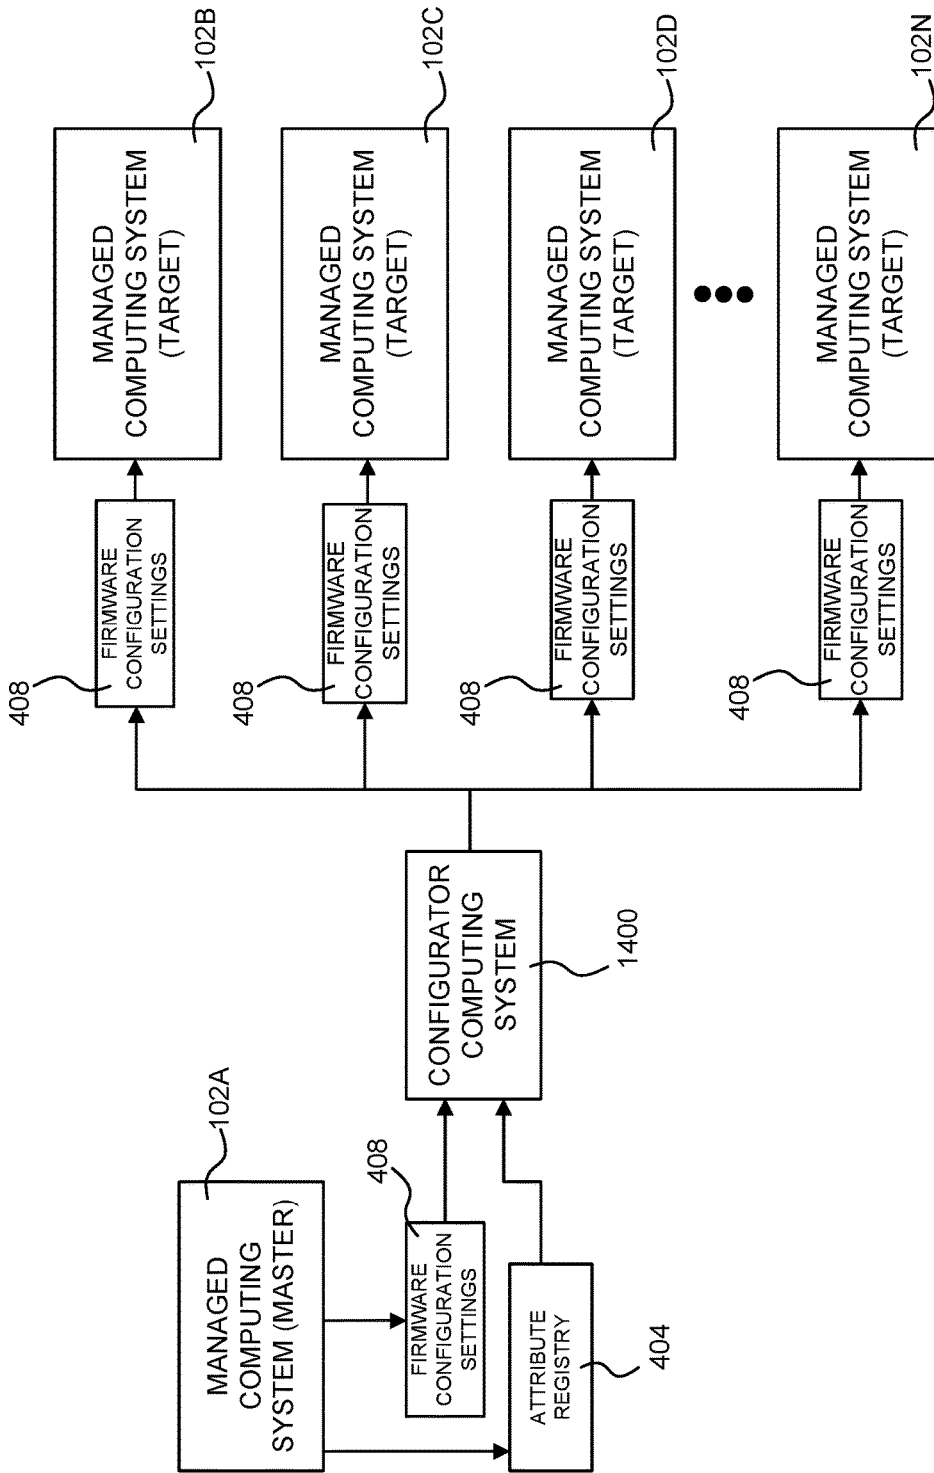 102A
MANAGED
COMPUTING
SYSTEM (MASTER)
408
FIRMWARE
CONFIGURATION
SETTINGS
ATTRIBUTE
REGISTRY
404
CONFIGURATOR
COMPUTING
SYSTEM
1400
408
FIRMWARE
CONFIGURATION
SETTINGS
102B
MANAGED
COMPUTING SYSTEM
(TARGET)
408
FIRMWARE
CONFIGURATION
SETTINGS
102C
MANAGED
COMPUTING SYSTEM
(TARGET)
408
FIRMWARE
CONFIGURATION
SETTINGS
102D
MANAGED
COMPUTING SYSTEM
(TARGET)
408
FIRMWARE
CONFIGURATION
SETTINGS
102N
MANAGED
COMPUTING SYSTEM
(TARGET)